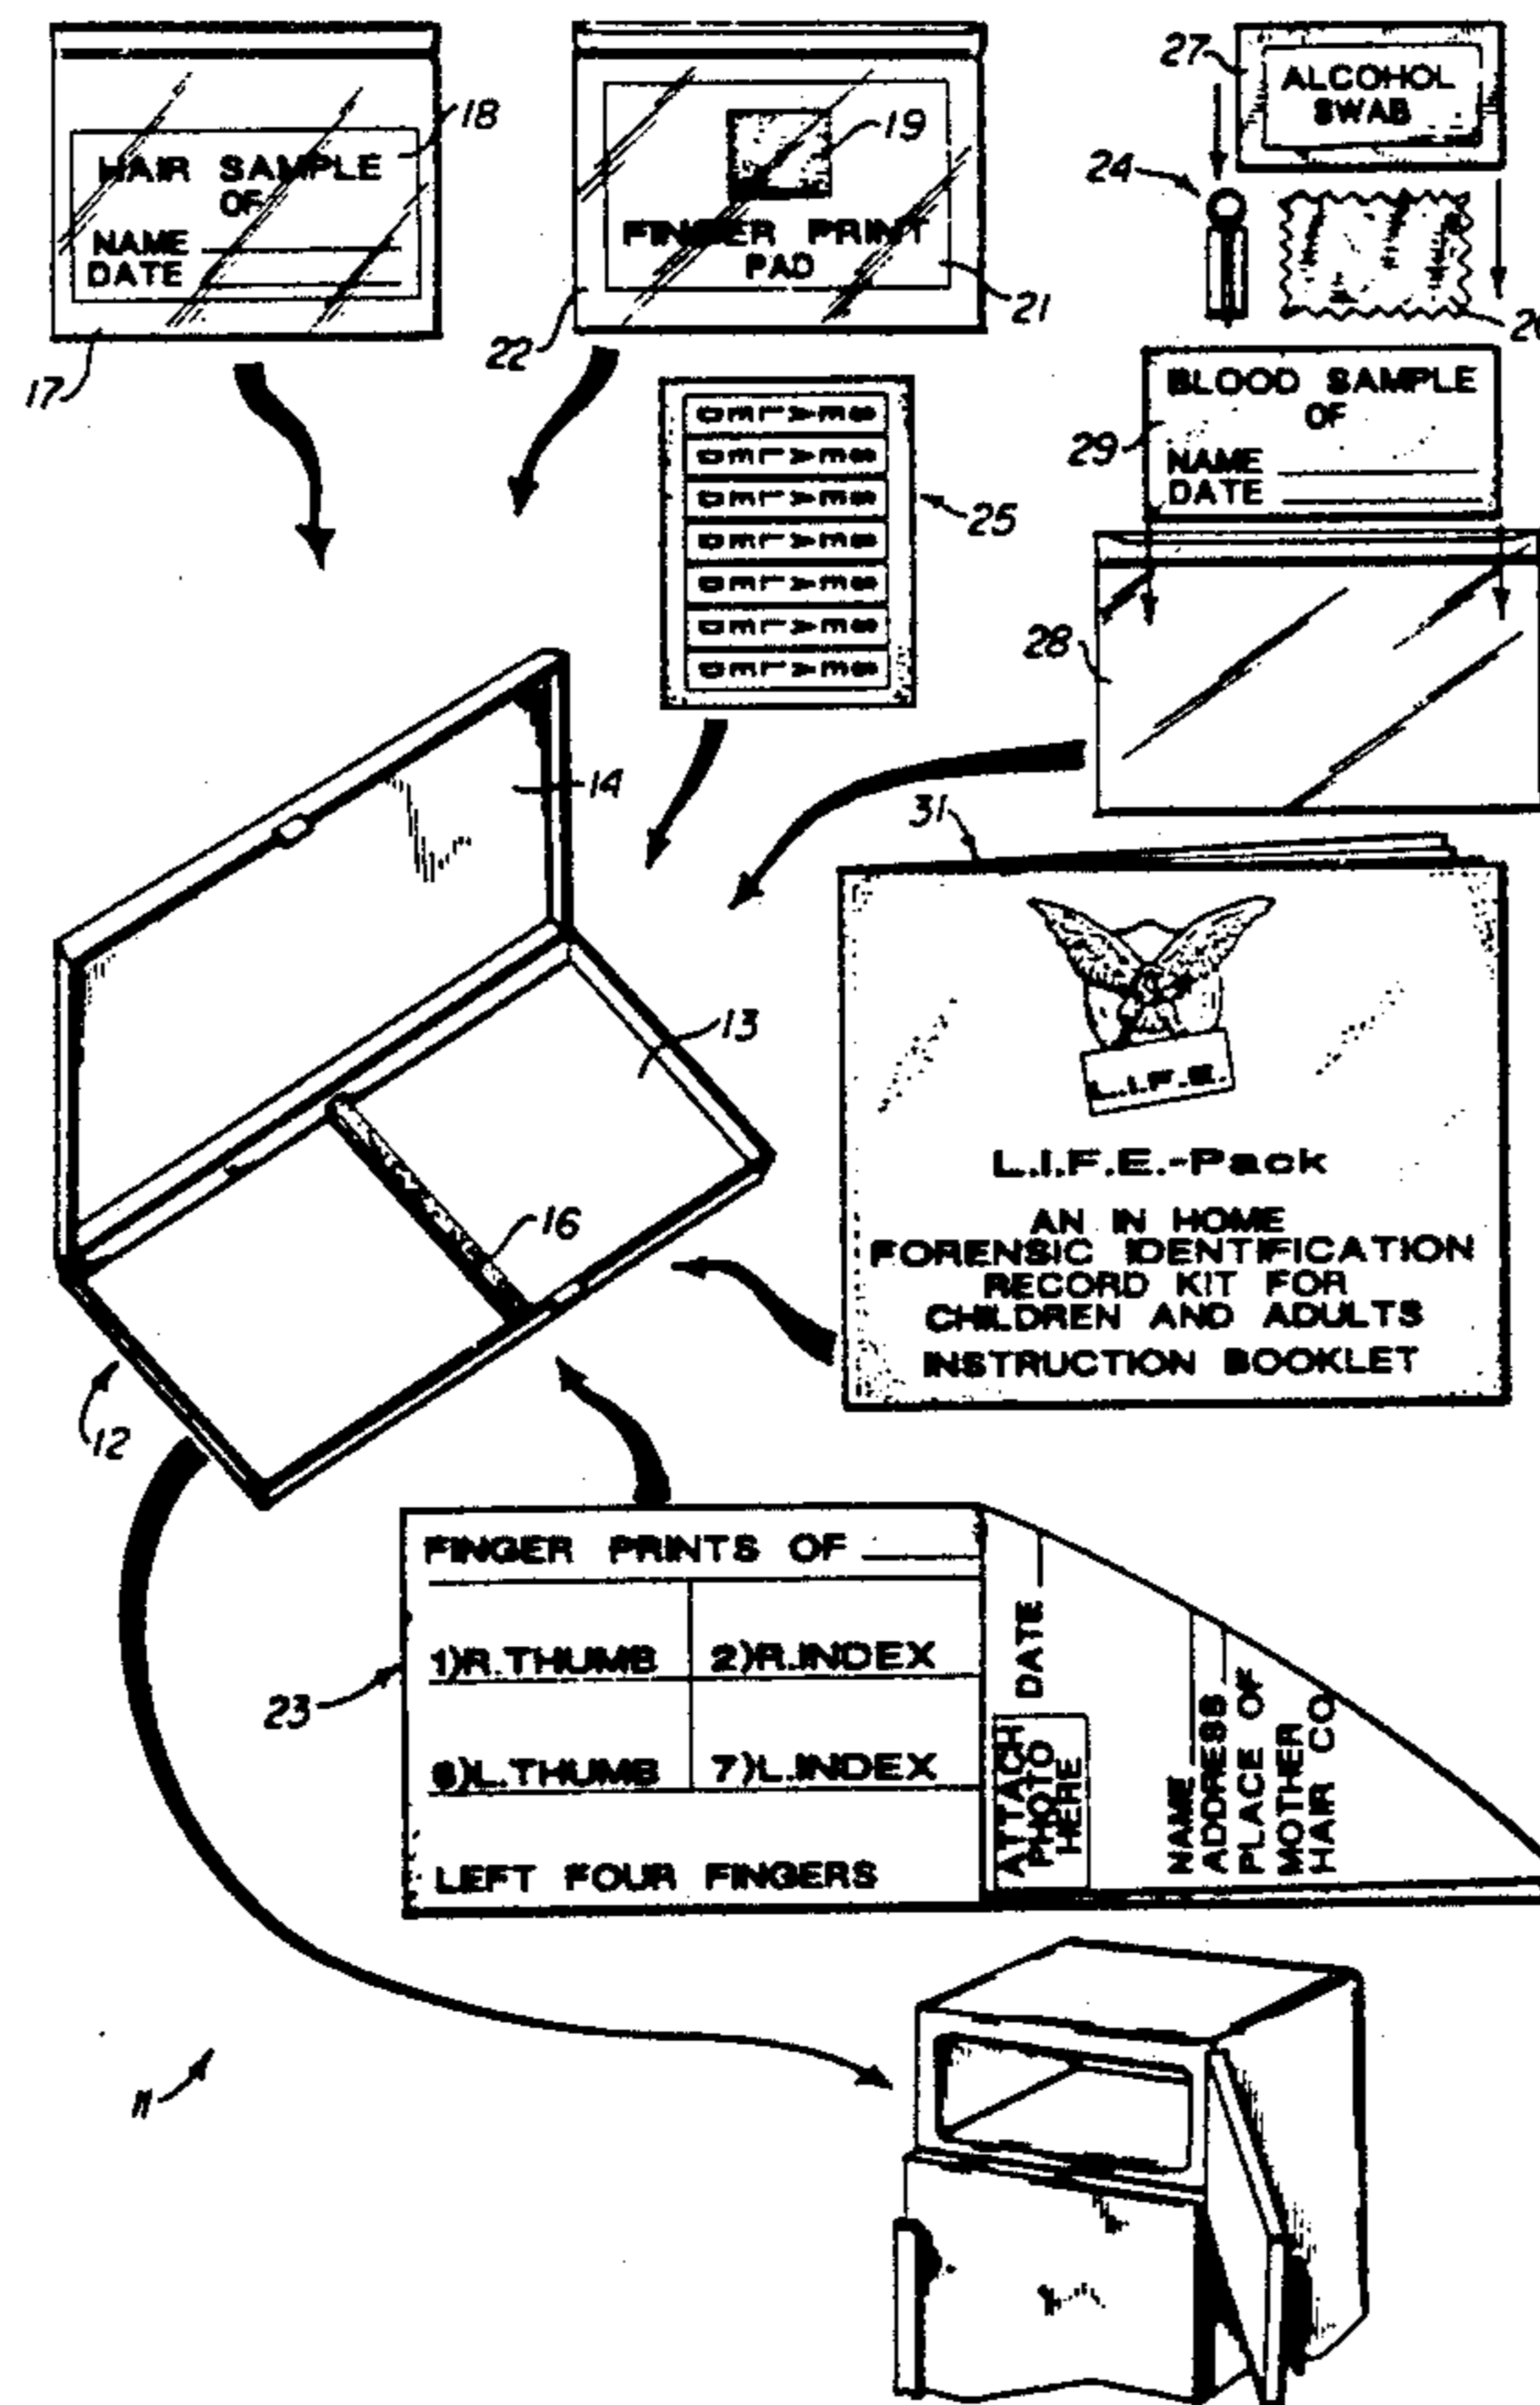 HAIR SAMPLE
OF
NAME
DATE
18
17
19
FINGER PRINT
PAD
21
22
27
ALCOHOL
SWAB
24
BLOOD SAMPLE
OF
NAME
DATE
29
28
25
14
13
16
12
31
L.I.F.E.
L.I.F.E.-Pack
AN IN HOME
FORENSIC IDENTIFICATION
RECORD KIT FOR
CHILDREN AND ADULTS
INSTRUCTION BOOKLET
FINGER PRINTS OF
1)R.THUMB 2)R.INDEX
6)L.THUMB 7)L.INDEX
LEFT FOUR FINGERS
23
DATE
ATTACH
PHOTO
HERE
NAME
ADDRESS
PLACE OF
MOTHER
HAIR CO
11